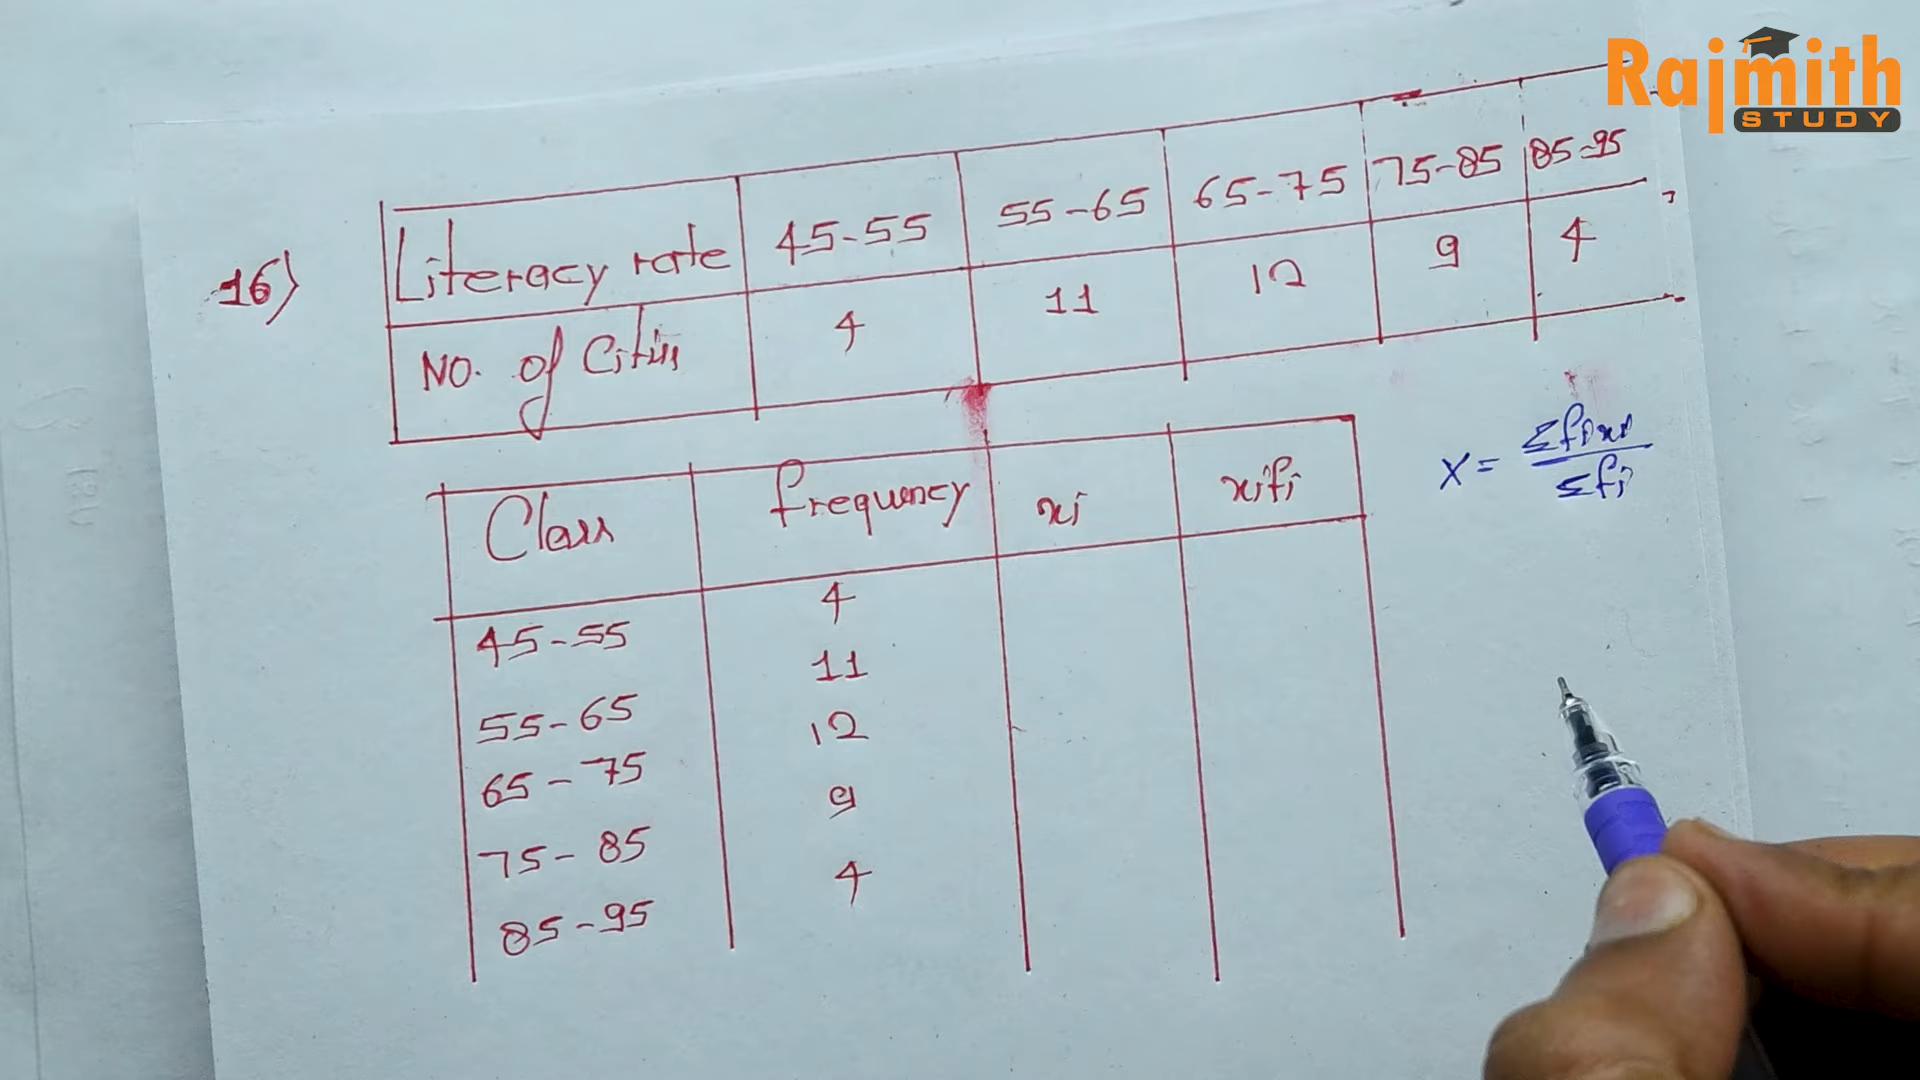 Rajmith
STUDY
16)
Literacy rate 45-55 55-65 65-75 75-85 85-95
NO. of Cities 4 11 12 9 4
X = Σfixi / Σfi
Class frequency xi xifi
45-55 4
55-65 11
65-75 12
75-85 9
85-95 4